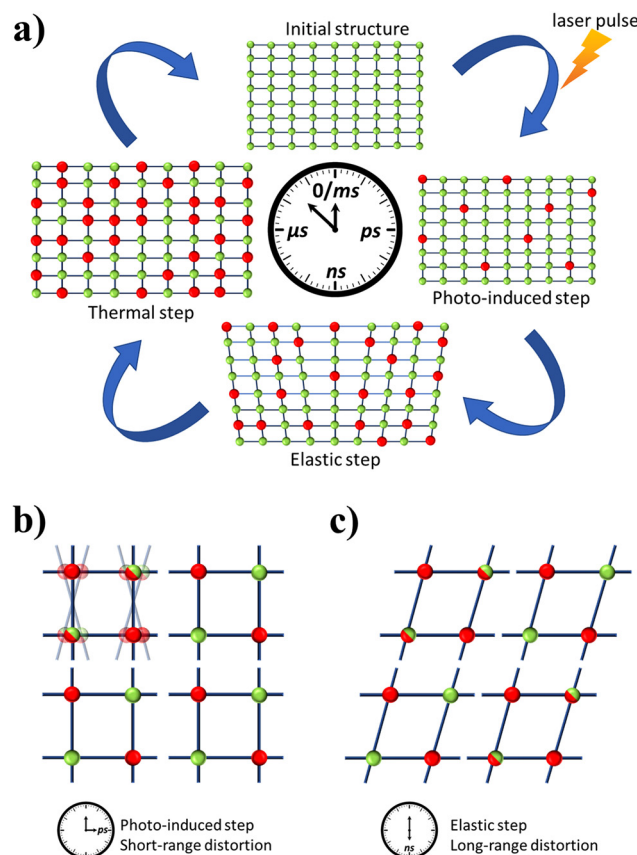 a)
Initial structure
laser pulse
0/ms
µs
ps
ns
Thermal step
Photo-induced step
Elastic step
b)
c)
ps
Photo-induced step
Short-range distortion
ns
Elastic step
Long-range distortion